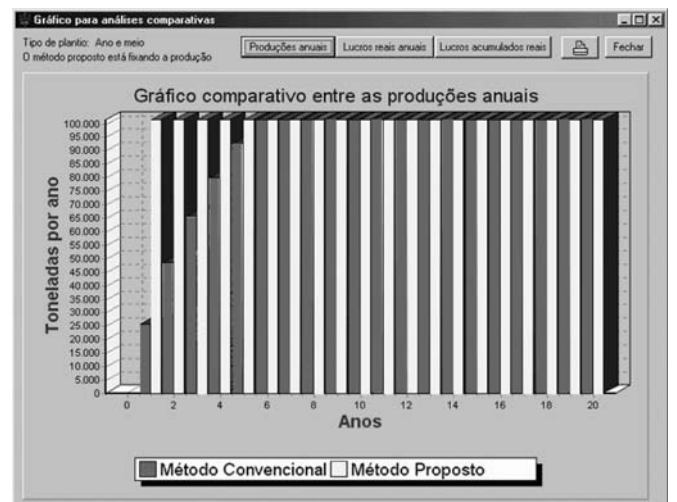 Gráfico para análises comparativas
Tipo de plantio: Ano e meio
O método proposto está fixando a produção
Produções anuais
Lucros reais anuais
Lucros acumulados reais
Fechar
Gráfico comparativo entre as produções anuais
Toneladas por ano
100.000
95.000
90.000
85.000
80.000
75.000
70.000
65.000
60.000
55.000
50.000
45.000
40.000
35.000
30.000
25.000
20.000
15.000
10.000
5.000
0
0 2 4 6 8 10 12 14 16 18 20
Anos
Método Convencional Método Proposto